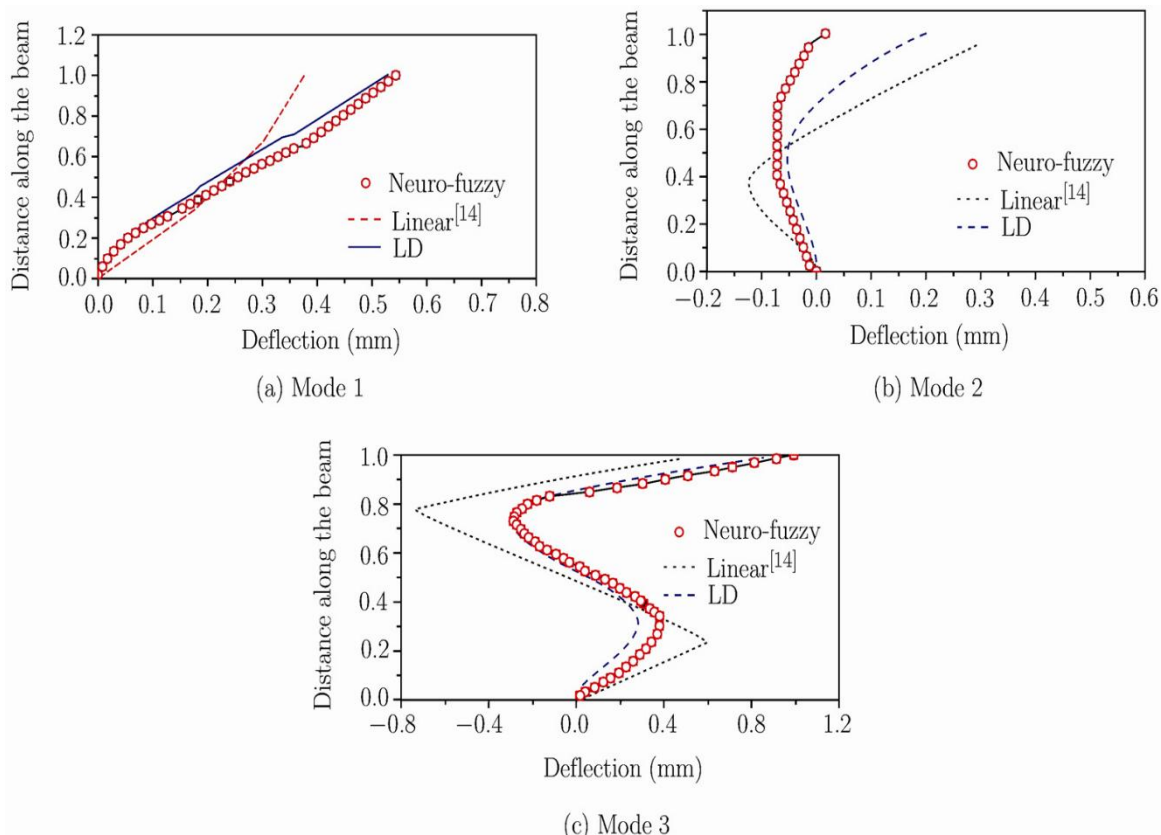 Distance along the beam
1.2
1.0
0.8
0.6
0.4
0.2
0.0
Neuro-fuzzy
Linear[14]
LD
0.0 0.1 0.2 0.3 0.4 0.5 0.6 0.7 0.8
Deflection (mm)
(a) Mode 1
Distance along the beam
1.0
0.8
0.6
0.4
0.2
0.0
Neuro-fuzzy
Linear[14]
LD
−0.2 −0.1 0.0 0.1 0.2 0.3 0.4 0.5 0.6
Deflection (mm)
(b) Mode 2
Distance along the beam
1.0
0.8
0.6
0.4
0.2
0.0
Neuro-fuzzy
Linear[14]
LD
−0.8 −0.4 0.0 0.4 0.8 1.2
Deflection (mm)
(c) Mode 3